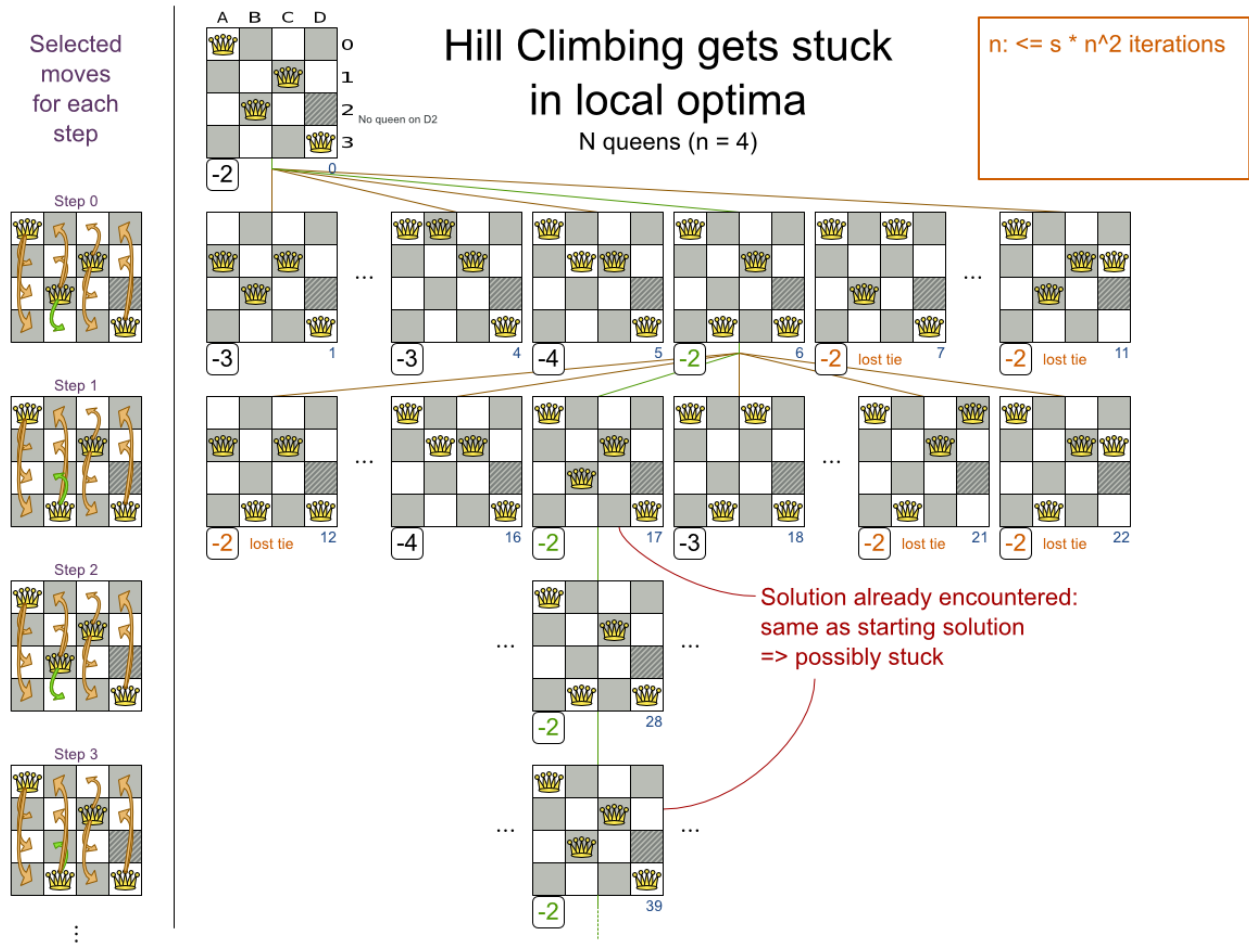 Selected
moves
for each
step
A B C D
0
1
2
3
No queen on D2
-2
0
Hill Climbing gets stuck
in local optima
N queens (n = 4)
n: <= s * n^2 iterations
Step 0
...
...
-3
1
-3
4
-4
5
-2
6
-2 lost tie
7
-2 lost tie
11
Step 1
...
...
-2 lost tie
12
-4
16
-2
17
-3
18
-2 lost tie
21
-2 lost tie
22
Step 2
...
...
-2
28
Solution already encountered:
same as starting solution
=> possibly stuck
Step 3
...
...
-2
39
...